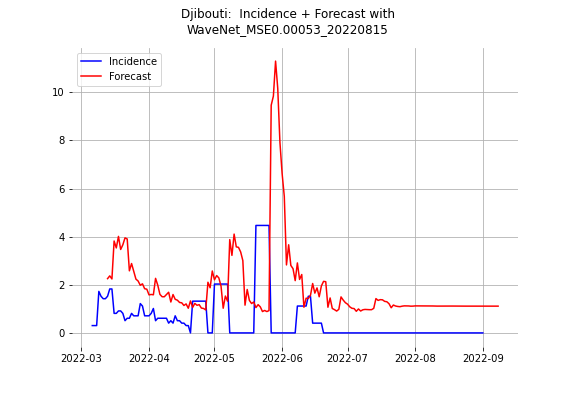 Djibouti:  Incidence + Forecast with
WaveNet_MSE0.00053_20220815
Incidence
Forecast
10
8
6
4
2
0
2022-03 2022-04 2022-05 2022-06 2022-07 2022-08 2022-09